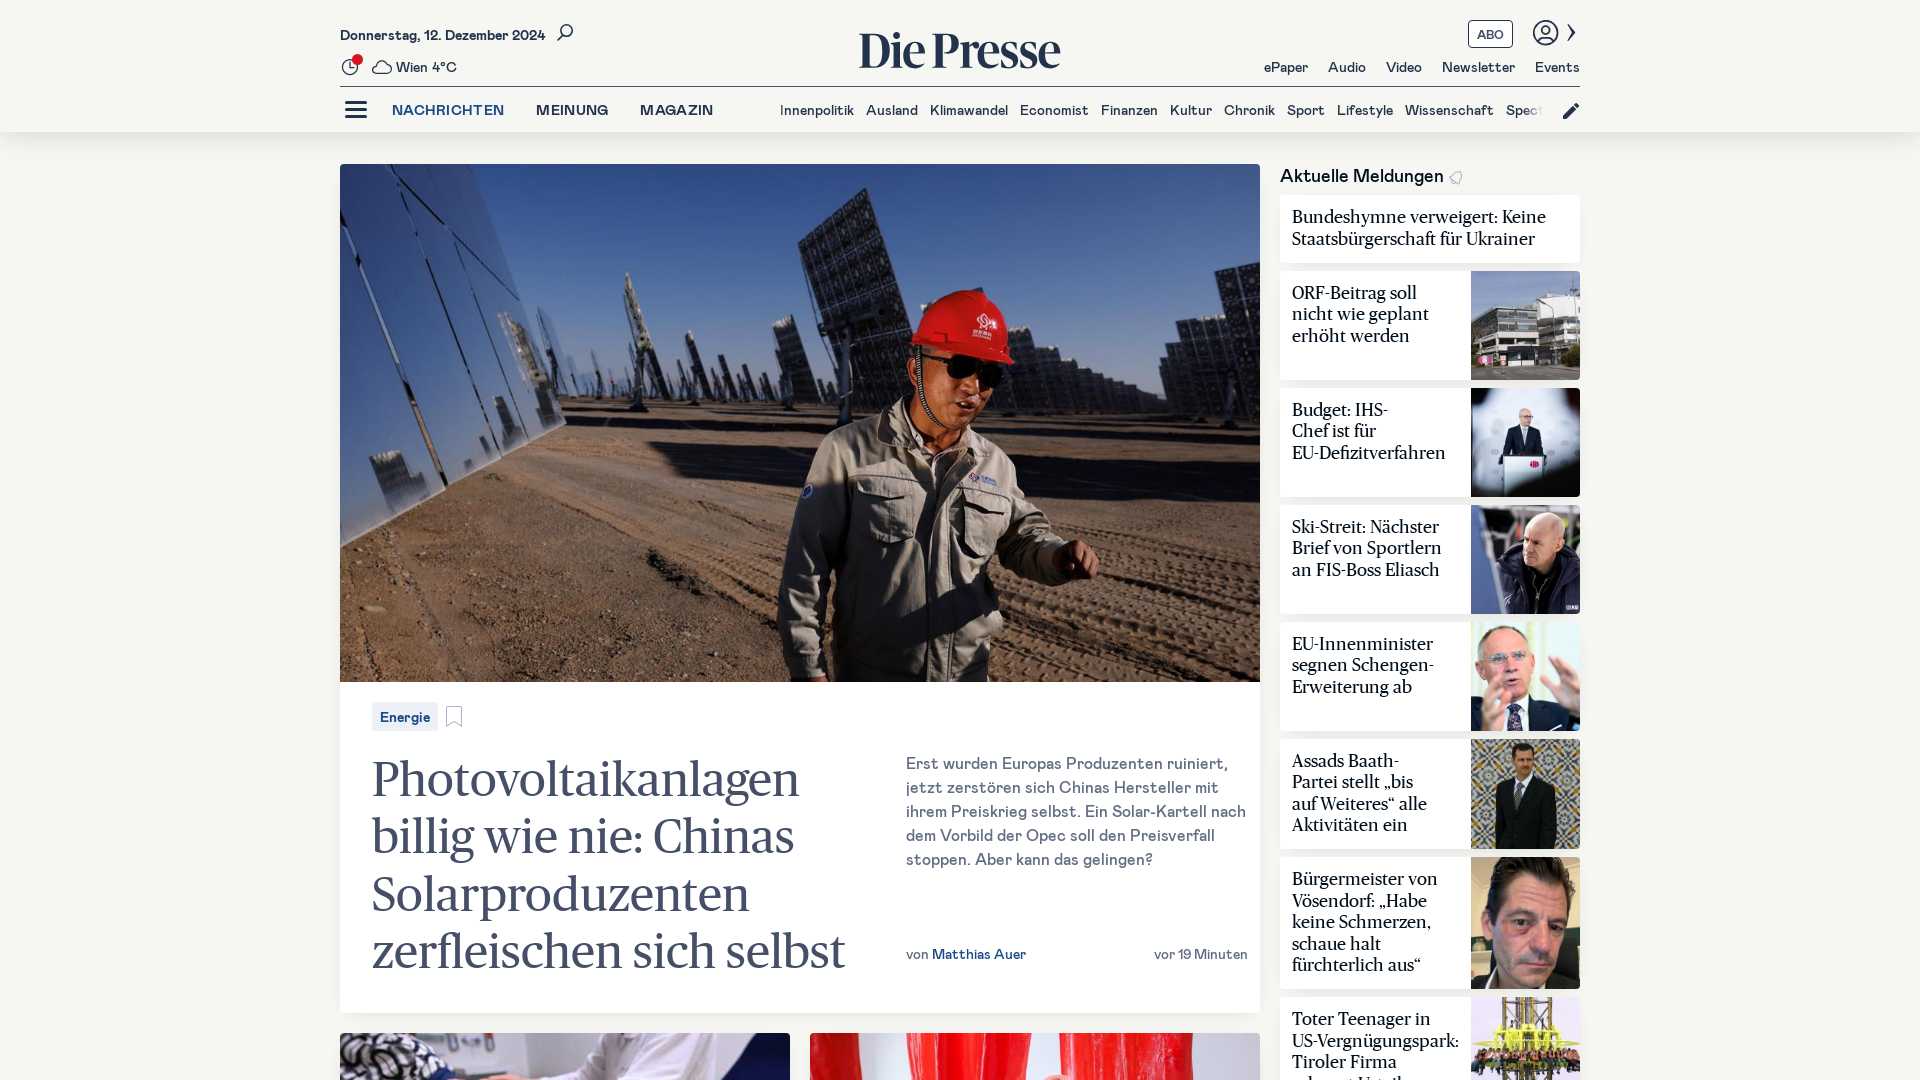 Donnerstag, 12. Dezember 2024
Die Presse
ABO
Wien 4°C
ePaper Audio Video Newsletter Events
NACHRICHTEN MEINUNG MAGAZIN
Innenpolitik Ausland Klimawandel Economist Finanzen Kultur Chronik Sport Lifestyle Wissenschaft Spect
Energie
Photovoltaikanlagen
billig wie nie: Chinas
Solarproduzenten
zerfleischen sich selbst
Erst wurden Europas Produzenten ruiniert,
jetzt zerstören sich Chinas Hersteller mit
ihrem Preiskrieg selbst. Ein Solar-Kartell nach
dem Vorbild der Opec soll den Preisverfall
stoppen. Aber kann das gelingen?
von Matthias Auer
vor 19 Minuten
Aktuelle Meldungen
Bundeshymne verweigert: Keine
Staatsbürgerschaft für Ukrainer
ORF-Beitrag soll
nicht wie geplant
erhöht werden
Budget: IHS-
Chef ist für
EU-Defizitverfahren
Ski-Streit: Nächster
Brief von Sportlern
an FIS-Boss Eliasch
EU-Innenminister
segnen Schengen-
Erweiterung ab
Assads Baath-
Partei stellt „bis
auf Weiteres“ alle
Aktivitäten ein
Bürgermeister von
Vösendorf: „Habe
keine Schmerzen,
schaue halt
fürchterlich aus“
Toter Teenager in
US-Vergnügungspark:
Tiroler Firma